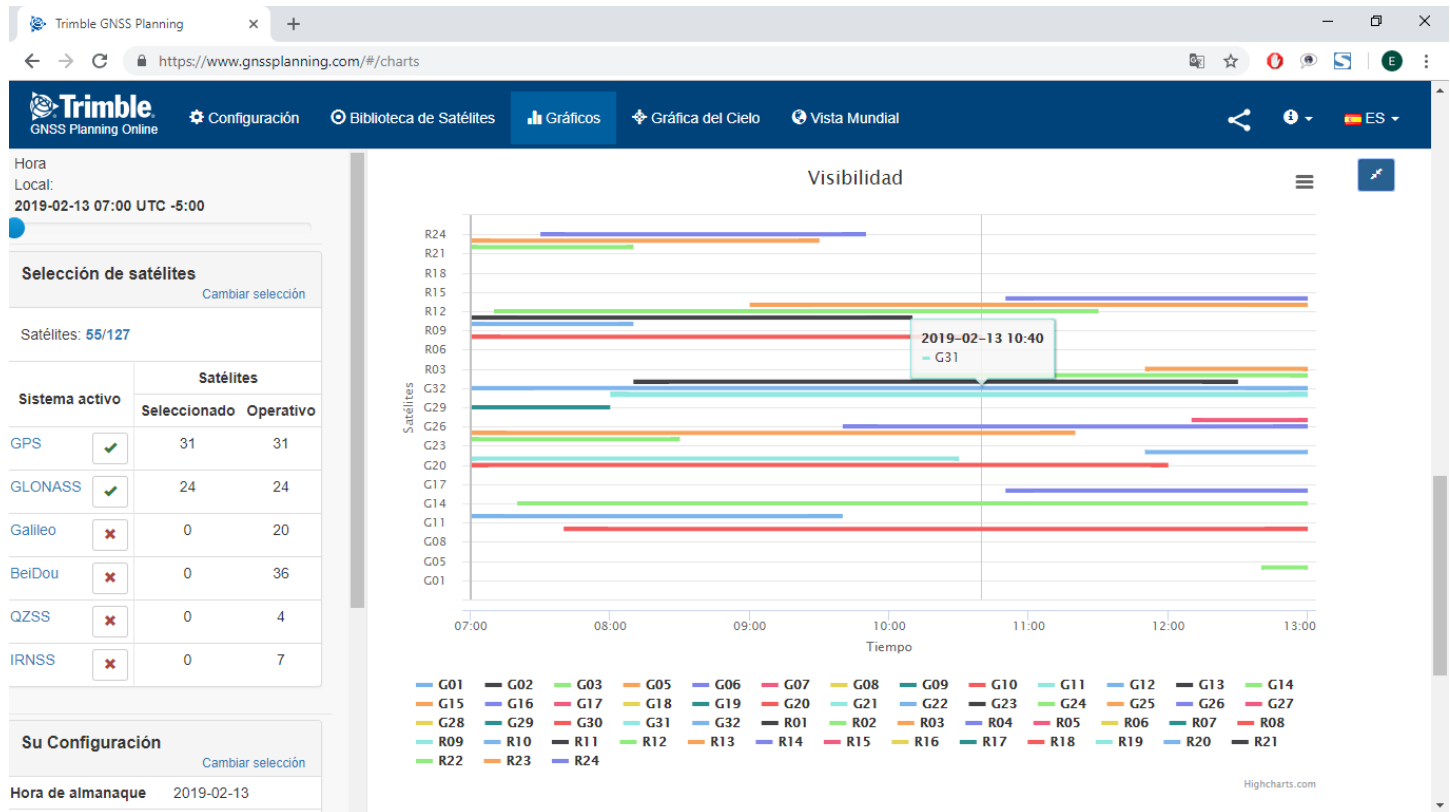 Trimble GNSS Planning
https://www.gnssplanning.com/#/charts
E
Trimble.
GNSS Planning Online
Configuración
Biblioteca de Satélites
Gráficos
Gráfica del Cielo
Vista Mundial
ES
Hora
Local:
2019-02-13 07:00 UTC -5:00
Selección de satélites
Cambiar selección
Satélites: 55/127
Sistema activo
Satélites
Seleccionado Operativo
GPS 31 31
GLONASS 24 24
Galileo 0 20
BeiDou 0 36
QZSS 0 4
IRNSS 0 7
Su Configuración
Cambiar selección
Hora de almanaque 2019-02-13
Visibilidad
Satélites
R24
R21
R18
R15
R12
R09
R06
R03
G32
G29
G26
G23
G20
G17
G14
G11
G08
G05
G01
2019-02-13 10:40
G31
07:00 08:00 09:00 10:00 11:00 12:00 13:00
Tiempo
G01 G02 G03 G05 G06 G07 G08 G09 G10 G11 G12 G13 G14
G15 G16 G17 G18 G19 G20 G21 G22 G23 G24 G25 G26 G27
G28 G29 G30 G31 G32 R01 R02 R03 R04 R05 R06 R07 R08
R09 R10 R11 R12 R13 R14 R15 R16 R17 R18 R19 R20 R21
R22 R23 R24
Highcharts.com